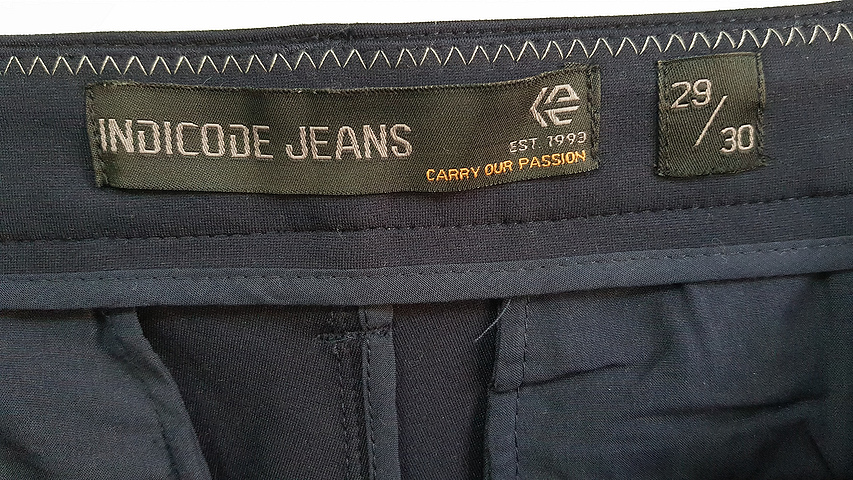 INDICODE JEANS
EST. 1993
CARRY OUR PASSION
29/30